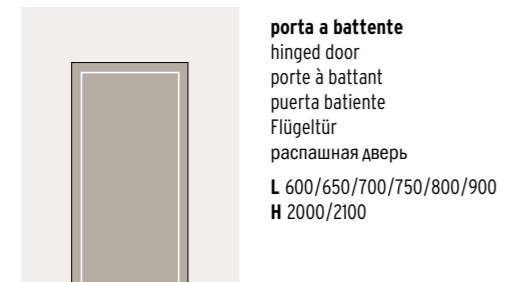 porta a battente
hinged door
porte à battant
puerta batiente
Flügeltür
распашная дверь
L 600/650/700/750/800/900
H 2000/2100